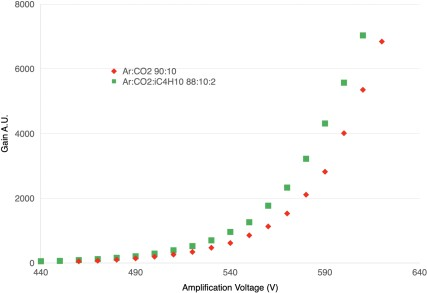 8000
6000
4000
2000
0
Gain A.U.
Ar:CO2 90:10
Ar:CO2:iC4H10 88:10:2
440 490 540 590 640
Amplification Voltage (V)